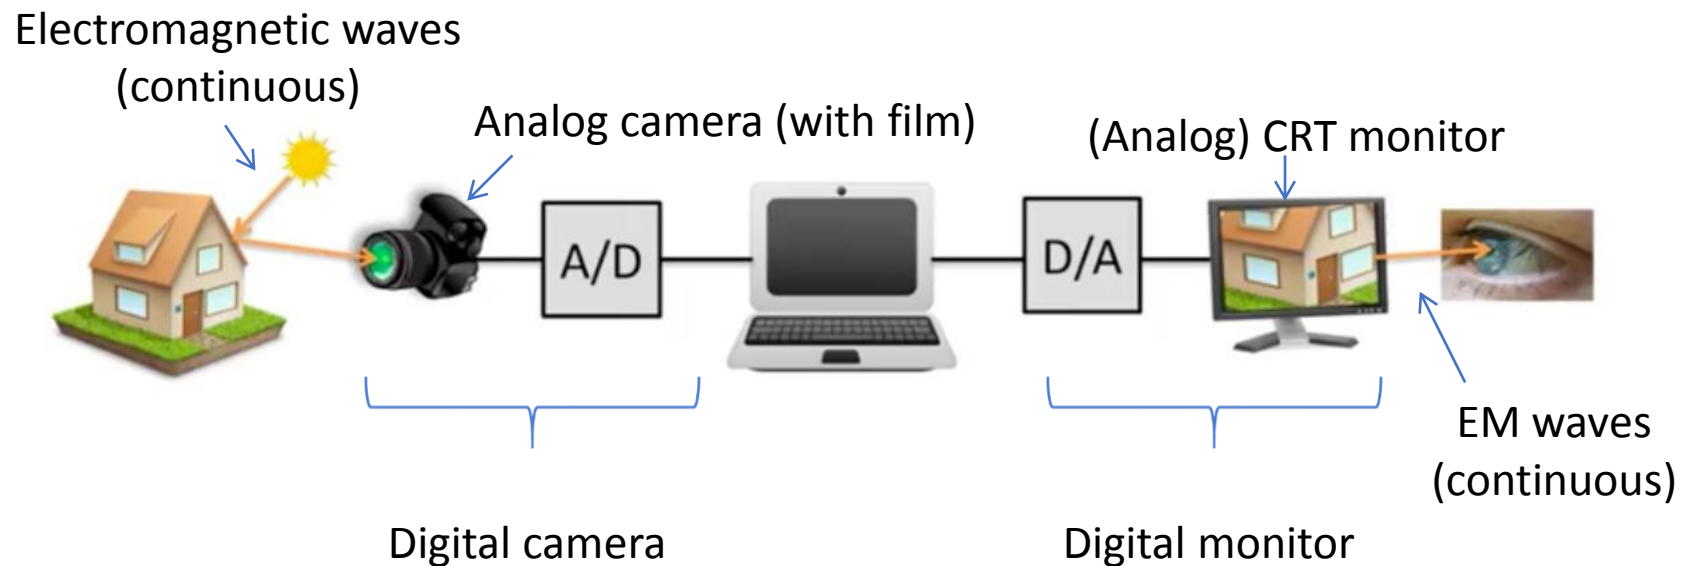 Electromagnetic waves
(continuous)
Analog camera (with film)
(Analog) CRT monitor
A/D
D/A
EM waves
(continuous)
Digital camera
Digital monitor